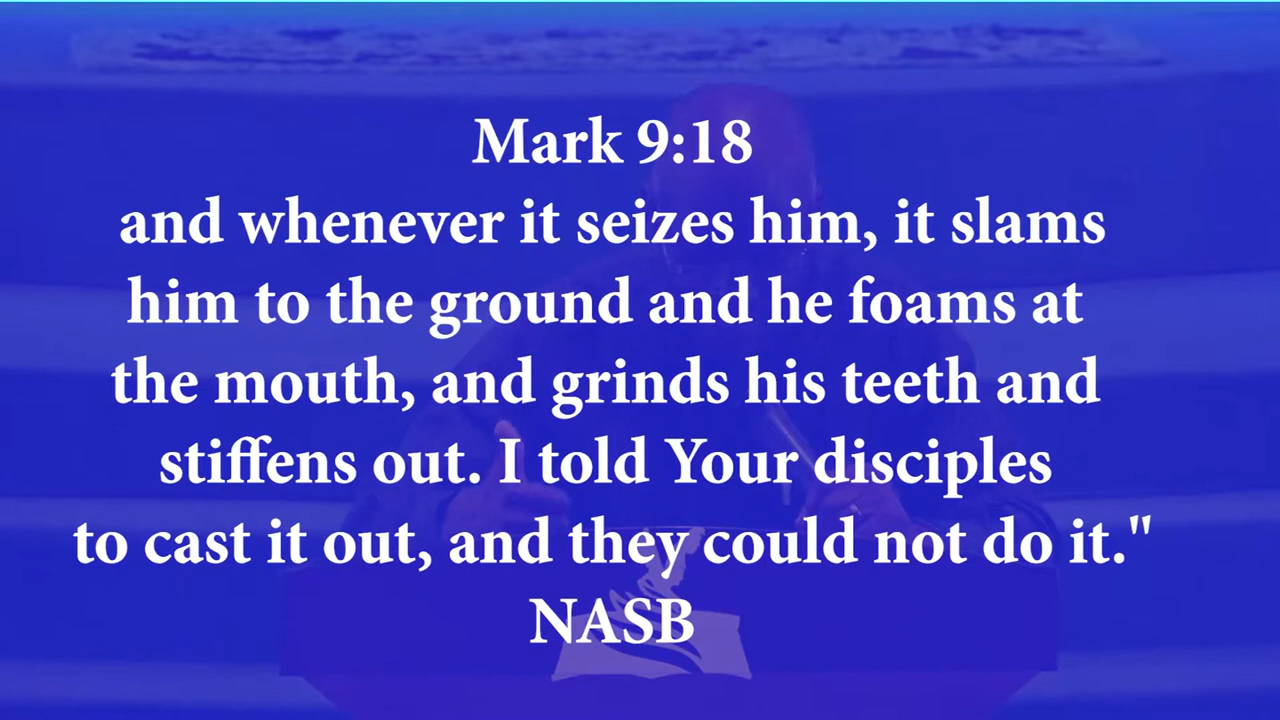 Mark 9:18
and whenever it seizes him, it slams
him to the ground and he foams at
the mouth, and grinds his teeth and
stiffens out. I told Your disciples
to cast it out, and they could not do it."
NASB